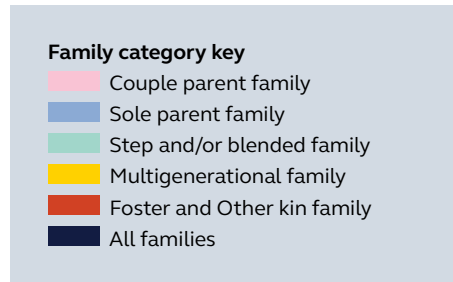 Family category key
Couple parent family
Sole parent family
Step and/or blended family
Multigenerational family
Foster and Other kin family
All families